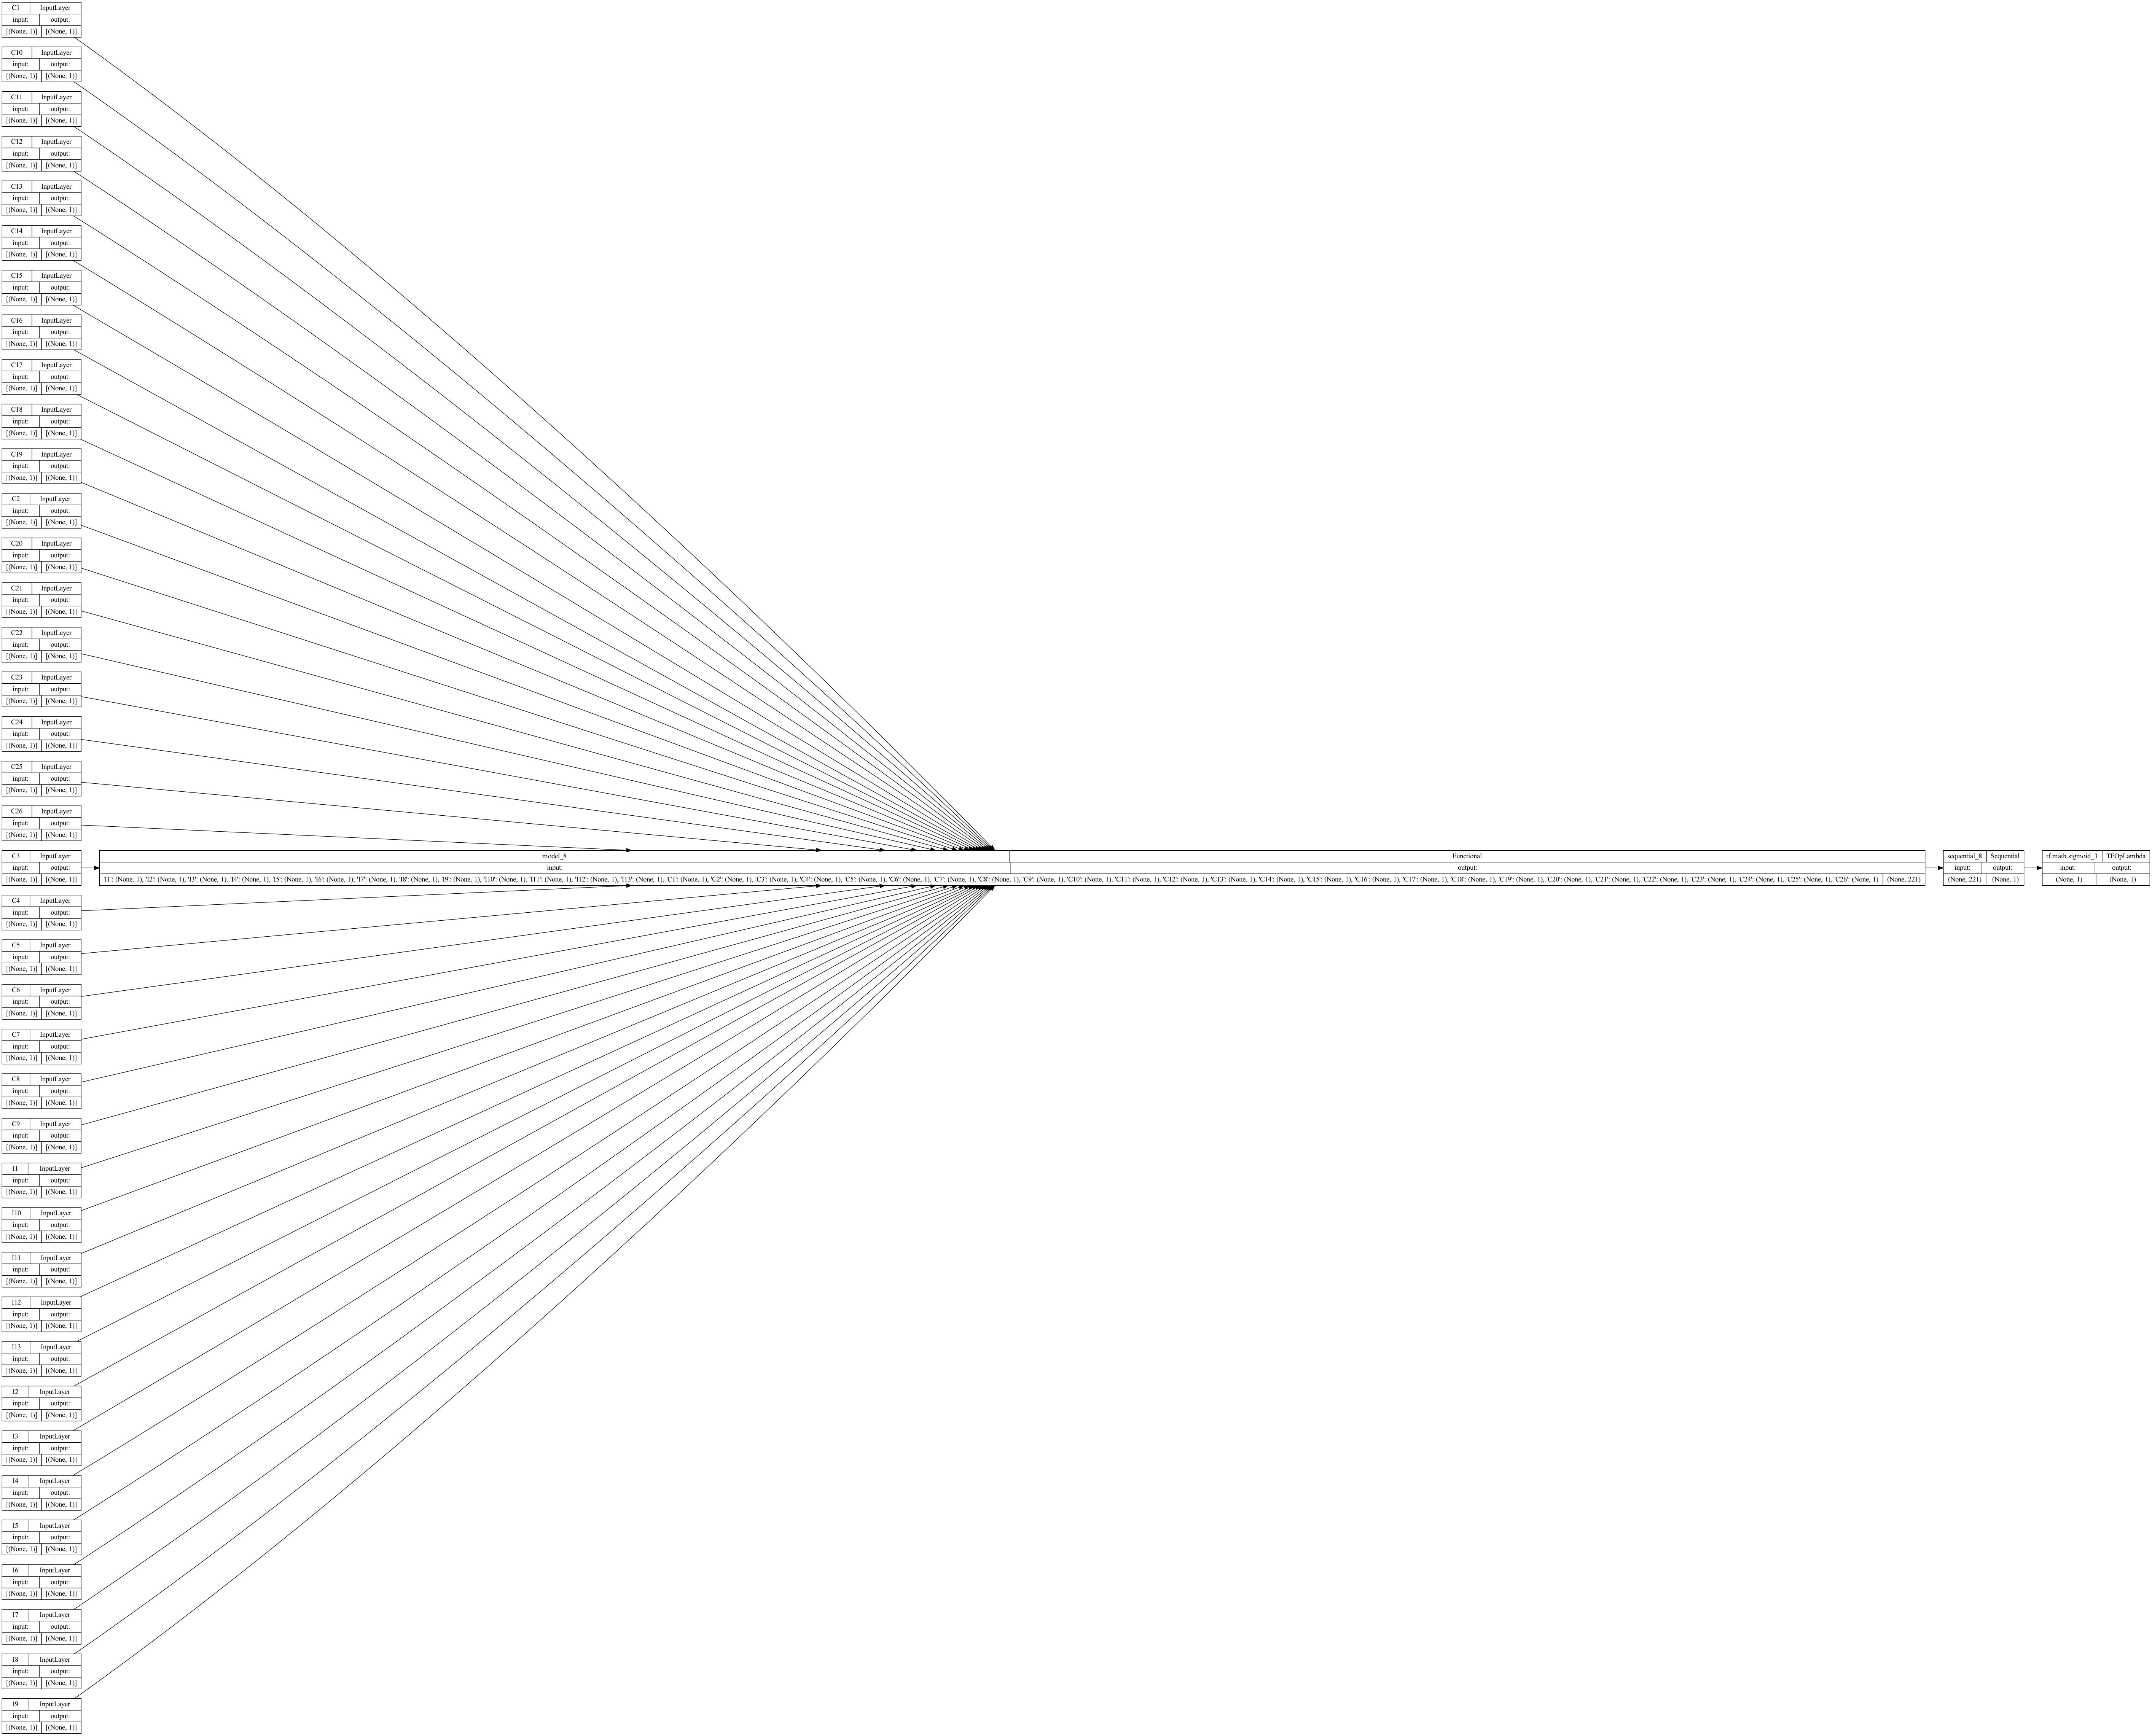 C1 InputLayer
input: output:
[(None, 1)] [(None, 1)]
C10 InputLayer
input: output:
[(None, 1)] [(None, 1)]
C11 InputLayer
input: output:
[(None, 1)] [(None, 1)]
C12 InputLayer
input: output:
[(None, 1)] [(None, 1)]
C13 InputLayer
input: output:
[(None, 1)] [(None, 1)]
C14 InputLayer
input: output:
[(None, 1)] [(None, 1)]
C15 InputLayer
input: output:
[(None, 1)] [(None, 1)]
C16 InputLayer
input: output:
[(None, 1)] [(None, 1)]
C17 InputLayer
input: output:
[(None, 1)] [(None, 1)]
C18 InputLayer
input: output:
[(None, 1)] [(None, 1)]
C19 InputLayer
input: output:
[(None, 1)] [(None, 1)]
C2 InputLayer
input: output:
[(None, 1)] [(None, 1)]
C20 InputLayer
input: output:
[(None, 1)] [(None, 1)]
C21 InputLayer
input: output:
[(None, 1)] [(None, 1)]
C22 InputLayer
input: output:
[(None, 1)] [(None, 1)]
C23 InputLayer
input: output:
[(None, 1)] [(None, 1)]
C24 InputLayer
input: output:
[(None, 1)] [(None, 1)]
C25 InputLayer
input: output:
[(None, 1)] [(None, 1)]
C26 InputLayer
input: output:
[(None, 1)] [(None, 1)]
C3 InputLayer
input: output:
[(None, 1)] [(None, 1)]
model_8 Functional
input: output:
'I1': (None, 1), 'I2': (None, 1), 'I3': (None, 1), 'I4': (None, 1), 'I5': (None, 1), 'I6': (None, 1), 'I7': (None, 1), 'I8': (None, 1), 'I9': (None, 1), 'I10': (None, 1), 'I11': (None, 1), 'I12': (None, 1), 'I13': (None, 1), 'C1': (None, 1), 'C2': (None, 1), 'C3': (None, 1), 'C4': (None, 1), 'C5': (None, 1), 'C6': (None, 1), 'C7': (None, 1), 'C8': (None, 1), 'C9': (None, 1), 'C10': (None, 1), 'C11': (None, 1), 'C12': (None, 1), 'C13': (None, 1), 'C14': (None, 1), 'C15': (None, 1), 'C16': (None, 1), 'C17': (None, 1), 'C18': (None, 1), 'C19': (None, 1), 'C20': (None, 1), 'C21': (None, 1), 'C22': (None, 1), 'C23': (None, 1), 'C24': (None, 1), 'C25': (None, 1), 'C26': (None, 1) (None, 221)
sequential_8 Sequential
input: output:
(None, 221) (None, 1)
tf.math.sigmoid_3 TFOpLambda
input: output:
(None, 1) (None, 1)
C4 InputLayer
input: output:
[(None, 1)] [(None, 1)]
C5 InputLayer
input: output:
[(None, 1)] [(None, 1)]
C6 InputLayer
input: output:
[(None, 1)] [(None, 1)]
C7 InputLayer
input: output:
[(None, 1)] [(None, 1)]
C8 InputLayer
input: output:
[(None, 1)] [(None, 1)]
C9 InputLayer
input: output:
[(None, 1)] [(None, 1)]
I1 InputLayer
input: output:
[(None, 1)] [(None, 1)]
I10 InputLayer
input: output:
[(None, 1)] [(None, 1)]
I11 InputLayer
input: output:
[(None, 1)] [(None, 1)]
I12 InputLayer
input: output:
[(None, 1)] [(None, 1)]
I13 InputLayer
input: output:
[(None, 1)] [(None, 1)]
I2 InputLayer
input: output:
[(None, 1)] [(None, 1)]
I3 InputLayer
input: output:
[(None, 1)] [(None, 1)]
I4 InputLayer
input: output:
[(None, 1)] [(None, 1)]
I5 InputLayer
input: output:
[(None, 1)] [(None, 1)]
I6 InputLayer
input: output:
[(None, 1)] [(None, 1)]
I7 InputLayer
input: output:
[(None, 1)] [(None, 1)]
I8 InputLayer
input: output:
[(None, 1)] [(None, 1)]
I9 InputLayer
input: output:
[(None, 1)] [(None, 1)]